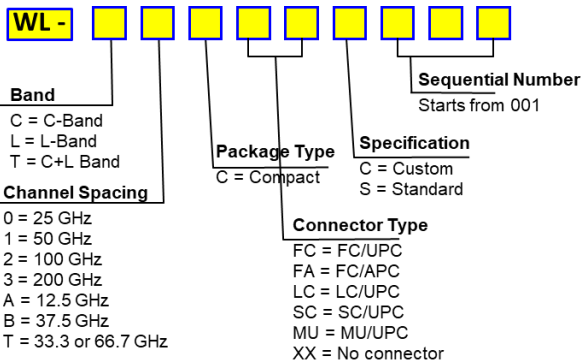 WL -
Band
C = C-Band
L = L-Band
T = C+L Band
Channel Spacing
0 = 25 GHz
1 = 50 GHz
2 = 100 GHz
3 = 200 GHz
A = 12.5 GHz
B = 37.5 GHz
T = 33.3 or 66.7 GHz
Package Type
C = Compact
Connector Type
FC = FC/UPC
FA = FC/APC
LC = LC/UPC
SC = SC/UPC
MU = MU/UPC
XX = No connector
Specification
C = Custom
S = Standard
Sequential Number
Starts from 001